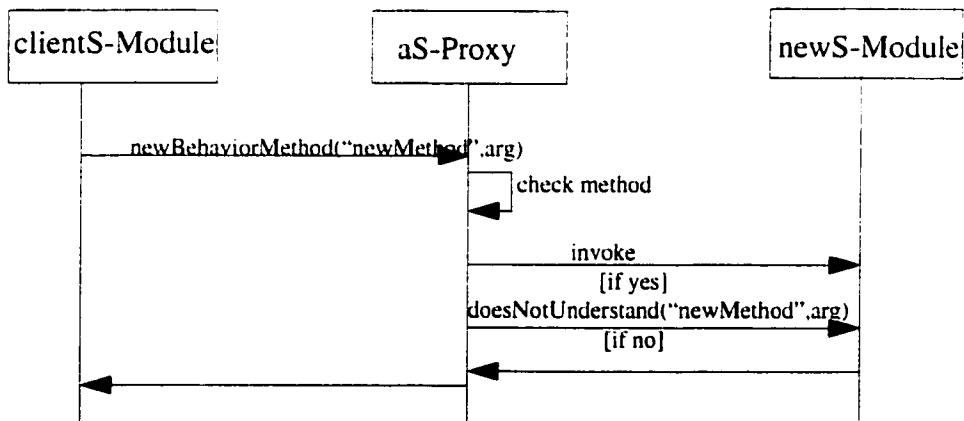 clientS-Module
aS-Proxy
newS-Module
newBehaviorMethod("newMethod",arg)
check method
invoke
[if yes]
doesNotUnderstand("newMethod",arg)
[if no]